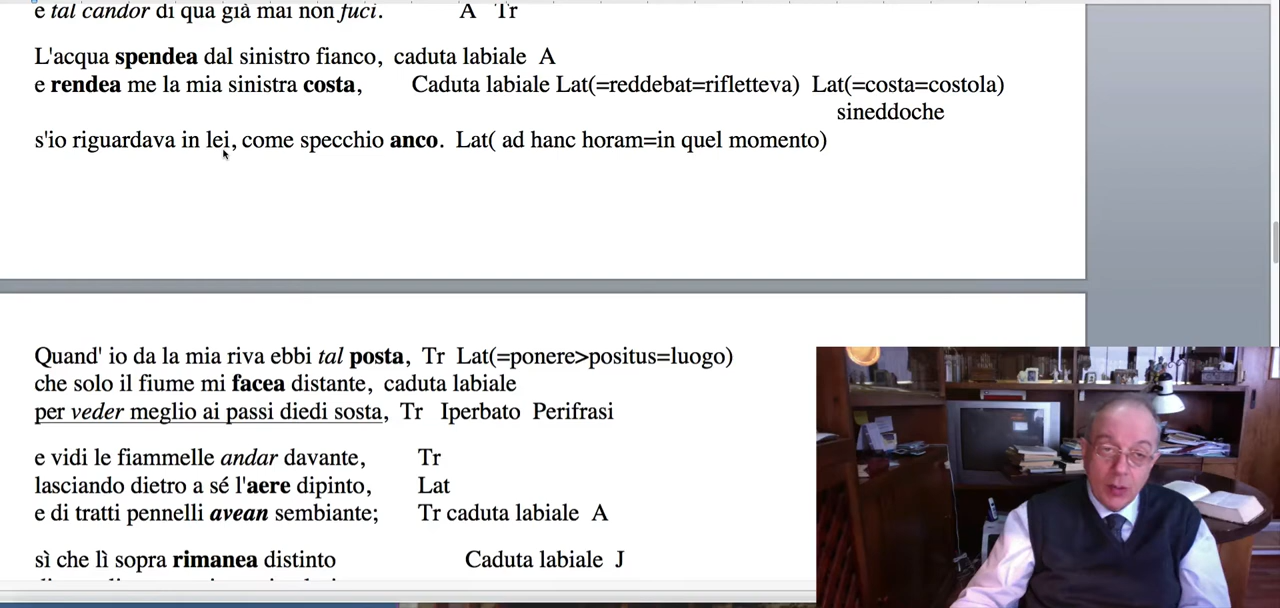 e tal candor di qua già mai non fuci. A Tr
L'acqua spendea dal sinistro fianco, caduta labiale A
e rendea me la mia sinistra costa, Caduta labiale Lat(=reddebat=rifletteva) Lat(=costa=costola)
sineddoche
s'io riguardava in lei, come specchio anco. Lat( ad hanc horam=in quel momento)
Quand' io da la mia riva ebbi tal posta, Tr Lat(=ponere>positus=luogo)
che solo il fiume mi facea distante, caduta labiale
per veder meglio ai passi diedi sosta, Tr Iperbato Perifrasi
e vidi le fiammelle andar davante, Tr
lasciando dietro a sé l'aere dipinto, Lat
e di tratti pennelli avean sembiante; Tr caduta labiale A
sì che lì sopra rimanea distinto Caduta labiale J